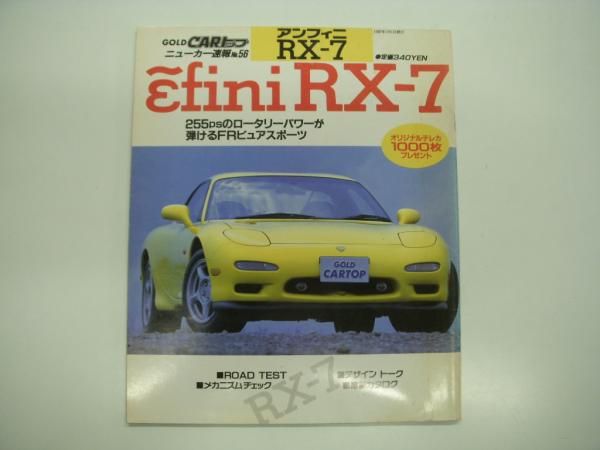 GOLD CARトップ
ニューカー速報 No.56
アンフィニ
RX-7
●定価340YEN
ε̃fini RX-7
255psのロータリーパワーが
弾けるFRピュアスポーツ
オリジナルテレカ
1000枚
プレゼント
GOLD
CARTOP
■ROAD TEST
■デザイン トーク
■メカニズムチェック
カタログ
RX-7